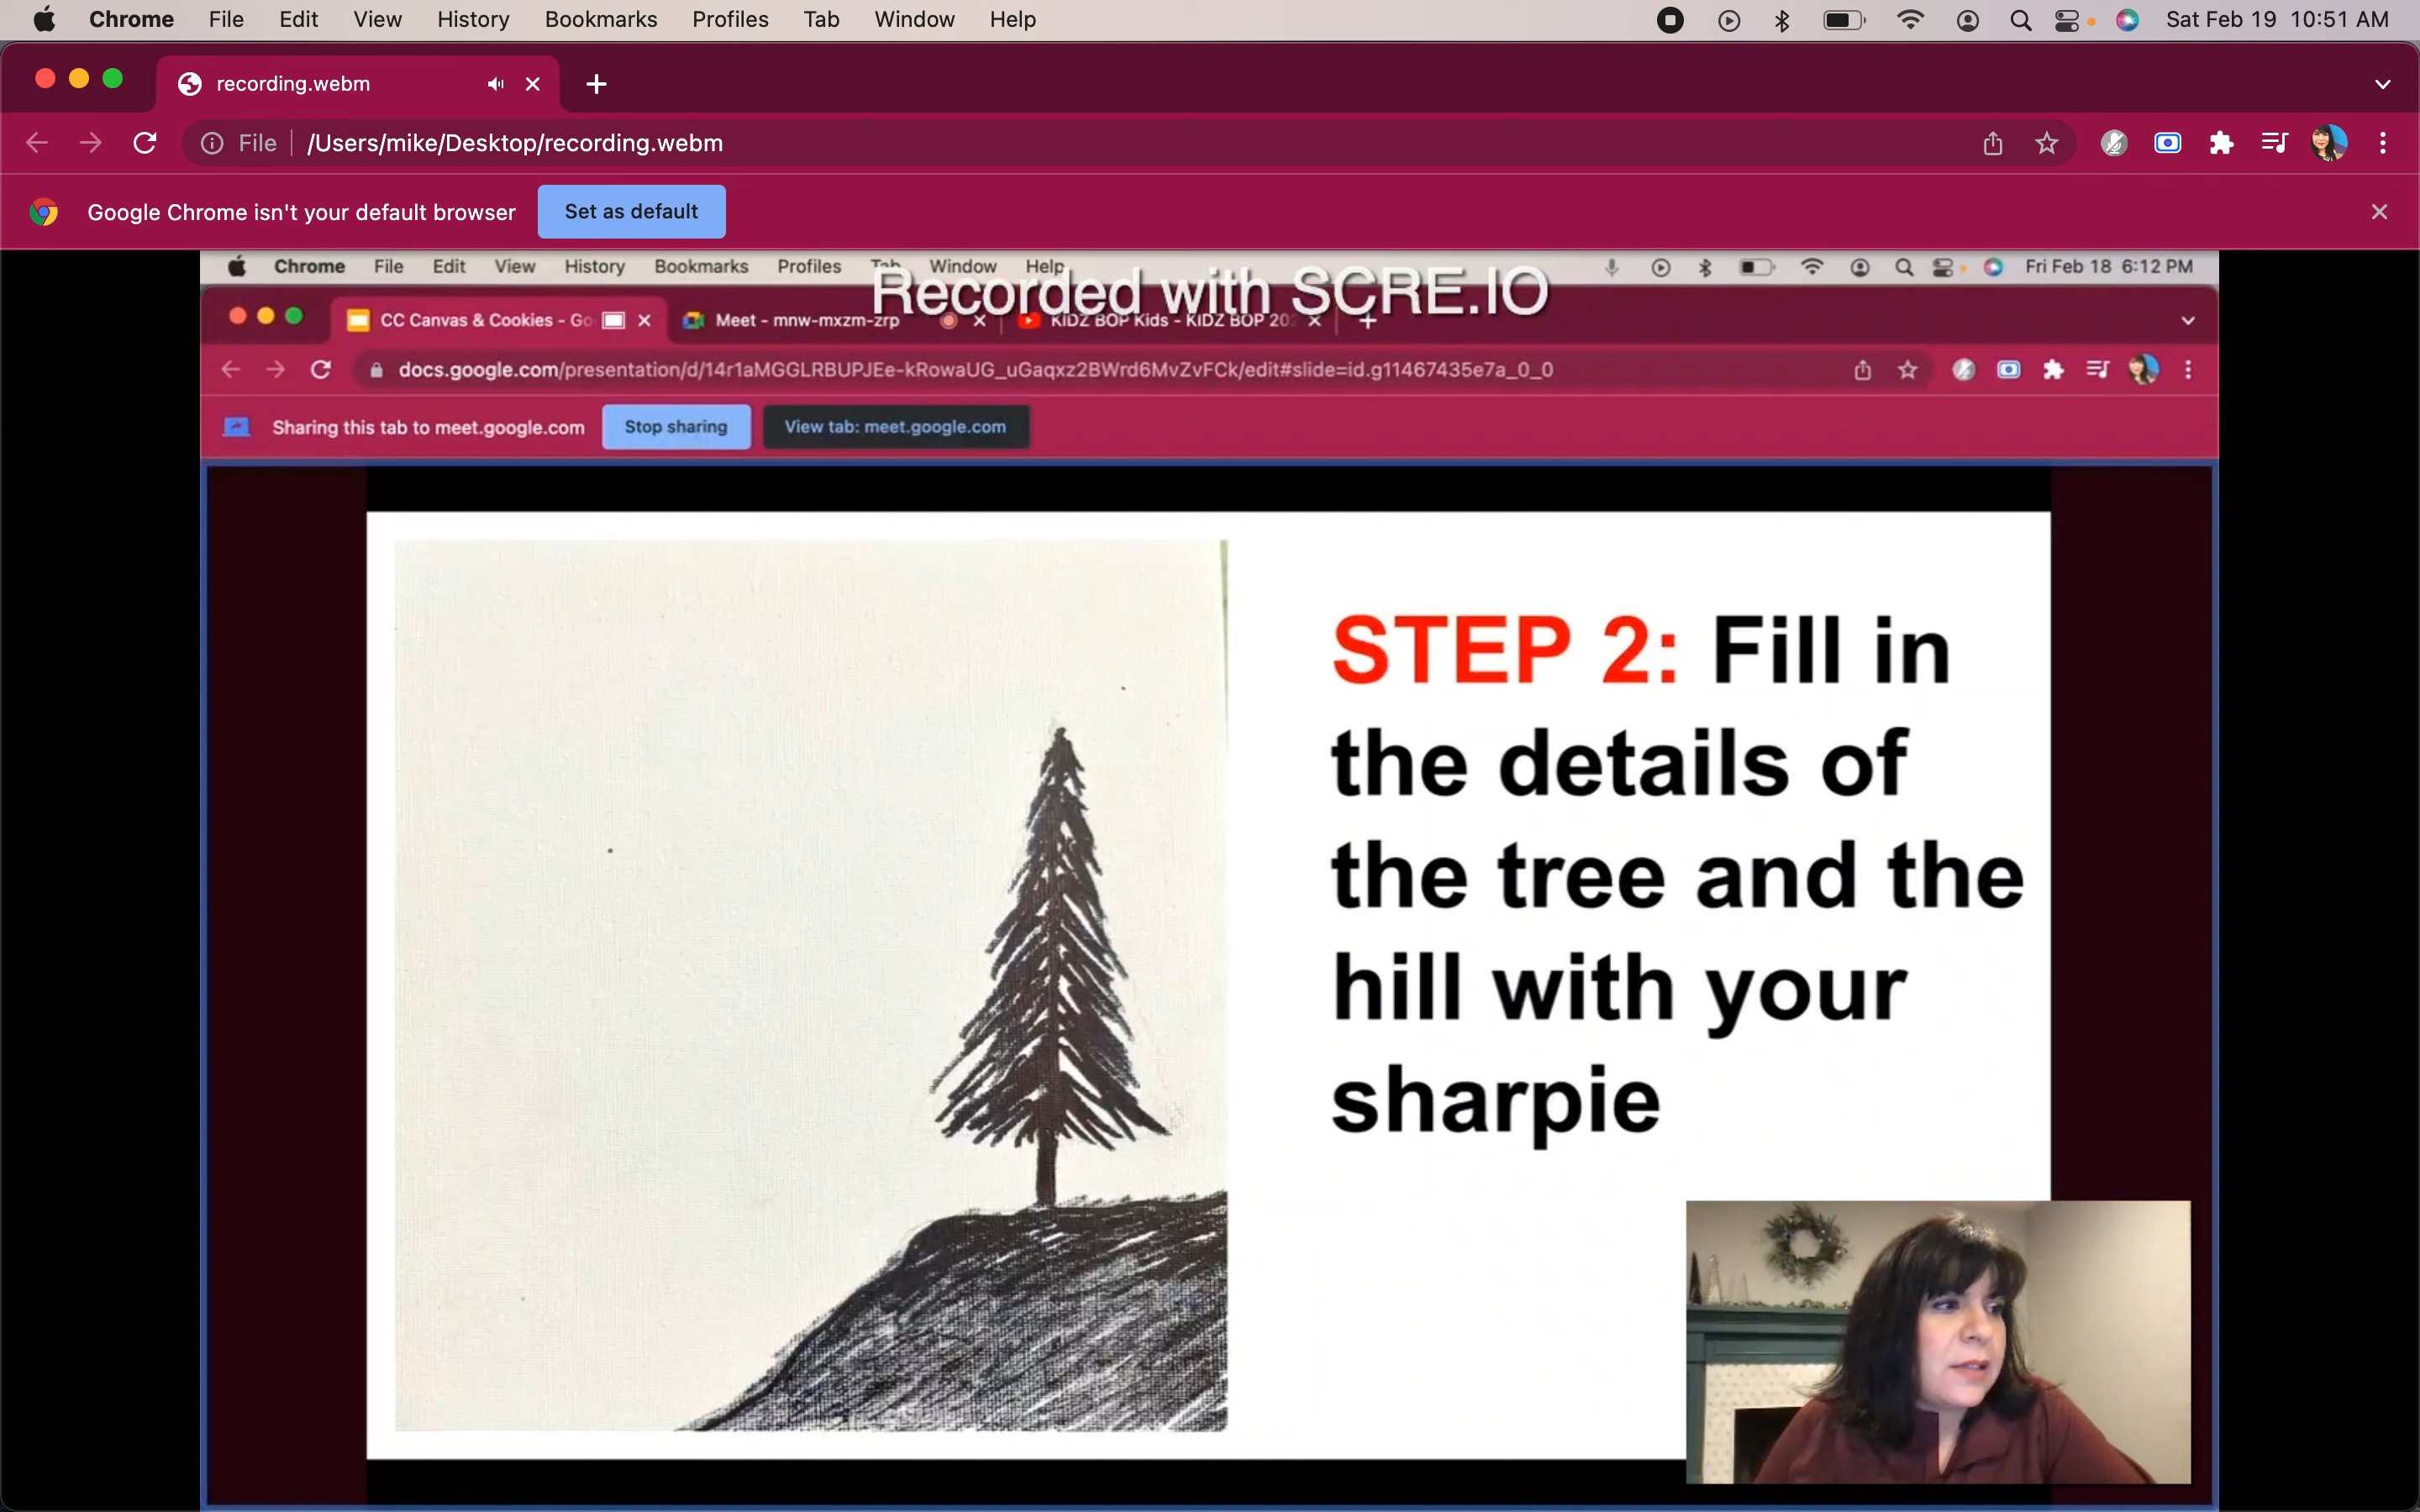 Chrome File Edit View History Bookmarks Profiles Tab Window Help Sat Feb 19 10:51 AM
recording.webm
File /Users/mike/Desktop/recording.webm
Google Chrome isn't your default browser Set as default
Chrome File Edit View History Bookmarks Profiles Tab Window Help Fri Feb 18 6:12 PM
Recorded with SCRE.IO
CC Canvas & Cookies - Go Meet - mnw-mxzm-zrp KIDZ BOP Kids - KIDZ BOP 202
docs.google.com/presentation/d/14r1aMGGLRBUPJEe-kRowaUG_uGaqxz2BWrd6MvZvFCk/edit#slide=id.g11467435e7a_0_0
Sharing this tab to meet.google.com Stop sharing View tab: meet.google.com
STEP 2: Fill in
the details of
the tree and the
hill with your
sharpie